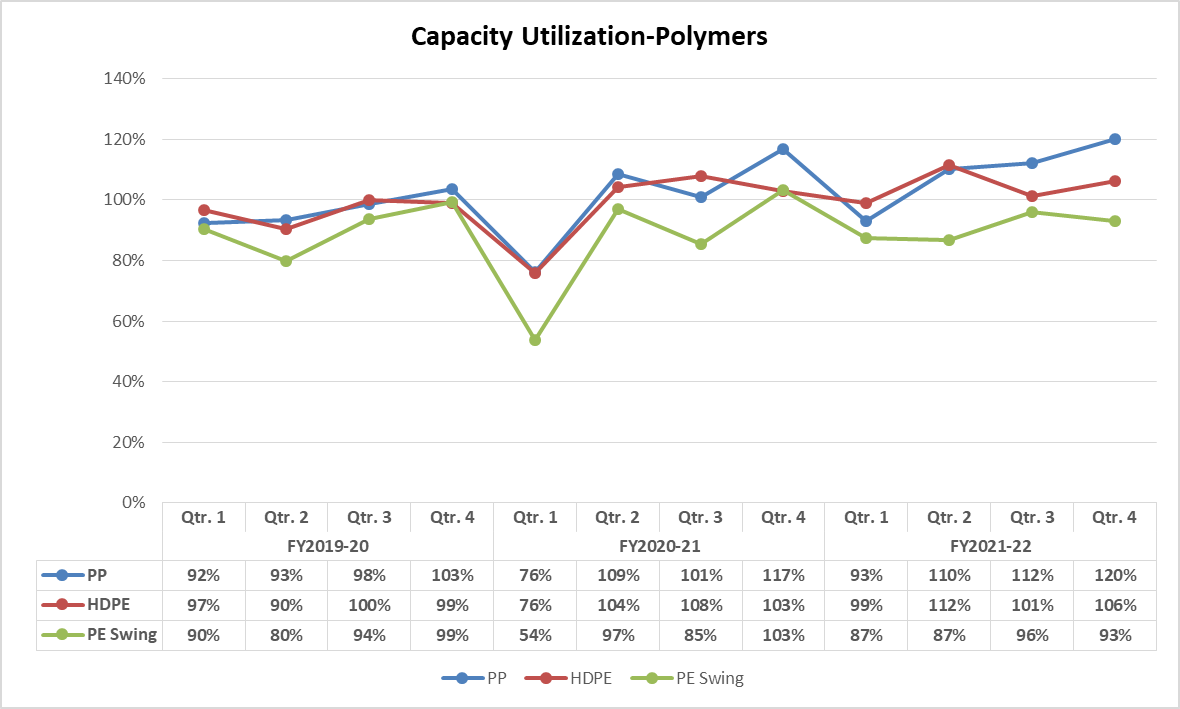 Capacity Utilization-Polymers
140%
120%
100%
80%
60%
40%
20%
0%
Qtr. 1 Qtr. 2 Qtr. 3 Qtr. 4 Qtr. 1 Qtr. 2 Qtr. 3 Qtr. 4 Qtr. 1 Qtr. 2 Qtr. 3 Qtr. 4
FY2019-20 FY2020-21 FY2021-22
PP 92% 93% 98% 103% 76% 109% 101% 117% 93% 110% 112% 120%
HDPE 97% 90% 100% 99% 76% 104% 108% 103% 99% 112% 101% 106%
PE Swing 90% 80% 94% 99% 54% 97% 85% 103% 87% 87% 96% 93%
PP HDPE PE Swing